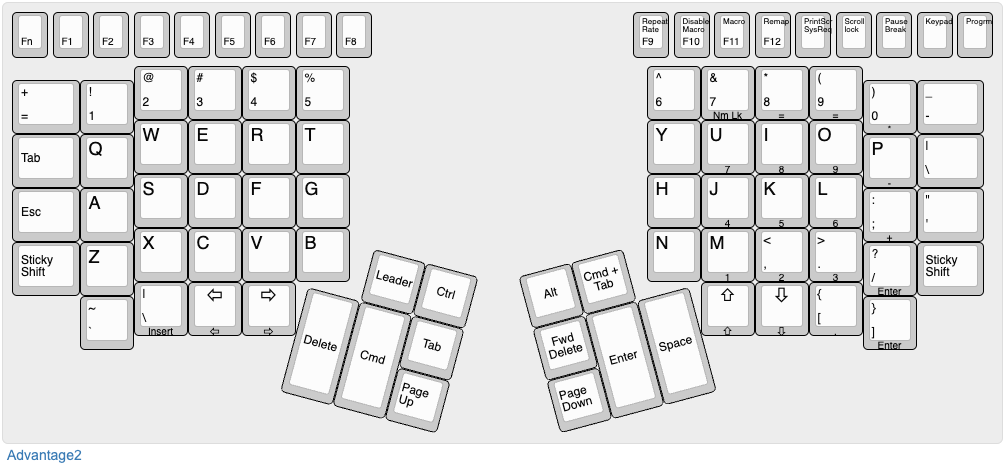 Fn F1 F2 F3 F4 F5 F6 F7 F8
Repeat Rate F9
Disable Macro F10
Macro F11
Remap F12
PrintScr SysReq
Scroll lock
Pause Break
Keypad
Progrm
+ =
! 1
@ 2
# 3
$ 4
% 5
^ 6
& 7 Nm Lk
* 8 =
( 9 =
) 0 *
_ -
Tab Q W E R T
Y
U 7
I 8
O 9
P -
| \
Esc A S D F G
H
J 4
K 5
L 6
: ; +
" '
Sticky Shift
Z X C V B
N
M 1
< , 2
> . 3
? / Enter
Sticky Shift
~ `
| \ Insert
⇦ ⇦
⇨ ⇨
⇧ ⇧
⇩ ⇩
{ [ .
} ] Enter
Leader
Ctrl
Delete
Cmd
Tab
Page Up
Alt
Cmd + Tab
Fwd Delete
Enter
Space
Page Down
Advantage2